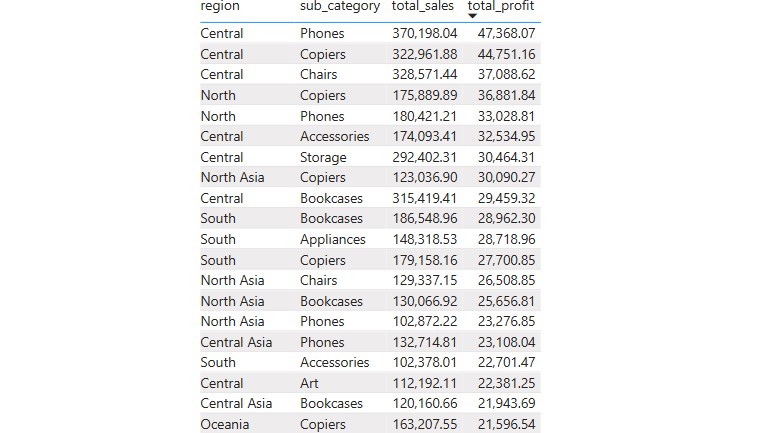 region sub_category total_sales total_profit
Central Phones 370,198.04 47,368.07
Central Copiers 322,961.88 44,751.16
Central Chairs 328,571.44 37,088.62
North Copiers 175,889.89 36,881.84
North Phones 180,421.21 33,028.81
Central Accessories 174,093.41 32,534.95
Central Storage 292,402.31 30,464.31
North Asia Copiers 123,036.90 30,090.27
Central Bookcases 315,419.41 29,459.32
South Bookcases 186,548.96 28,962.30
South Appliances 148,318.53 28,718.96
South Copiers 179,158.16 27,700.85
North Asia Chairs 129,337.15 26,508.85
North Asia Bookcases 130,066.92 25,656.81
North Asia Phones 102,872.22 23,276.85
Central Asia Phones 132,714.81 23,108.04
South Accessories 102,378.01 22,701.47
Central Art 112,192.11 22,381.25
Central Asia Bookcases 120,160.66 21,943.69
Oceania Copiers 163,207.55 21,596.54